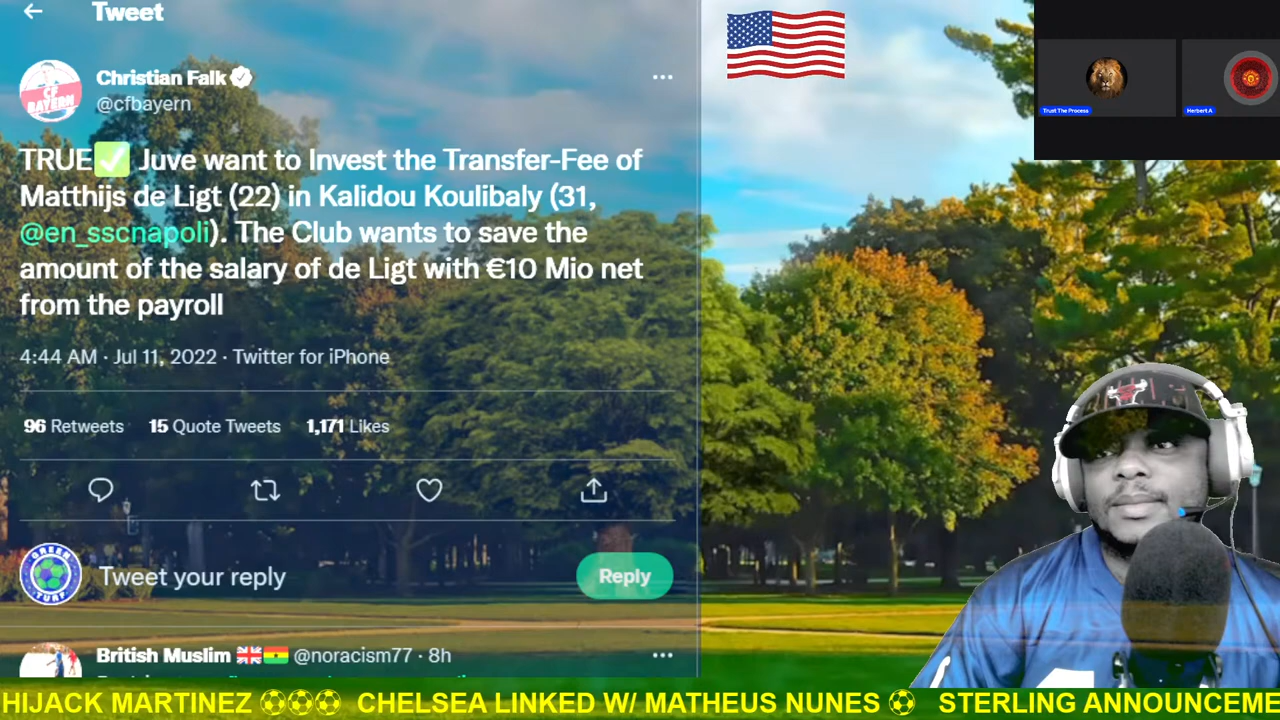 Tweet
Christian Falk
@cfbayern
TRUE✅ Juve want to Invest the Transfer-Fee of
Matthijs de Ligt (22) in Kalidou Koulibaly (31,
@en_sscnapoli). The Club wants to save the
amount of the salary of de Ligt with €10 Mio net
from the payroll
4:44 AM · Jul 11, 2022 · Twitter for iPhone
96 Retweets 15 Quote Tweets 1,171 Likes
GREEN
TURF
Tweet your reply
Reply
British Muslim 🇬🇧🇬🇭 @noracism77 · 8h
CF
BAYERN
Trust The Process
Herbert A
HIJACK MARTINEZ ⚽⚽⚽ CHELSEA LINKED W/ MATHEUS NUNES ⚽ STERLING ANNOUNCEME